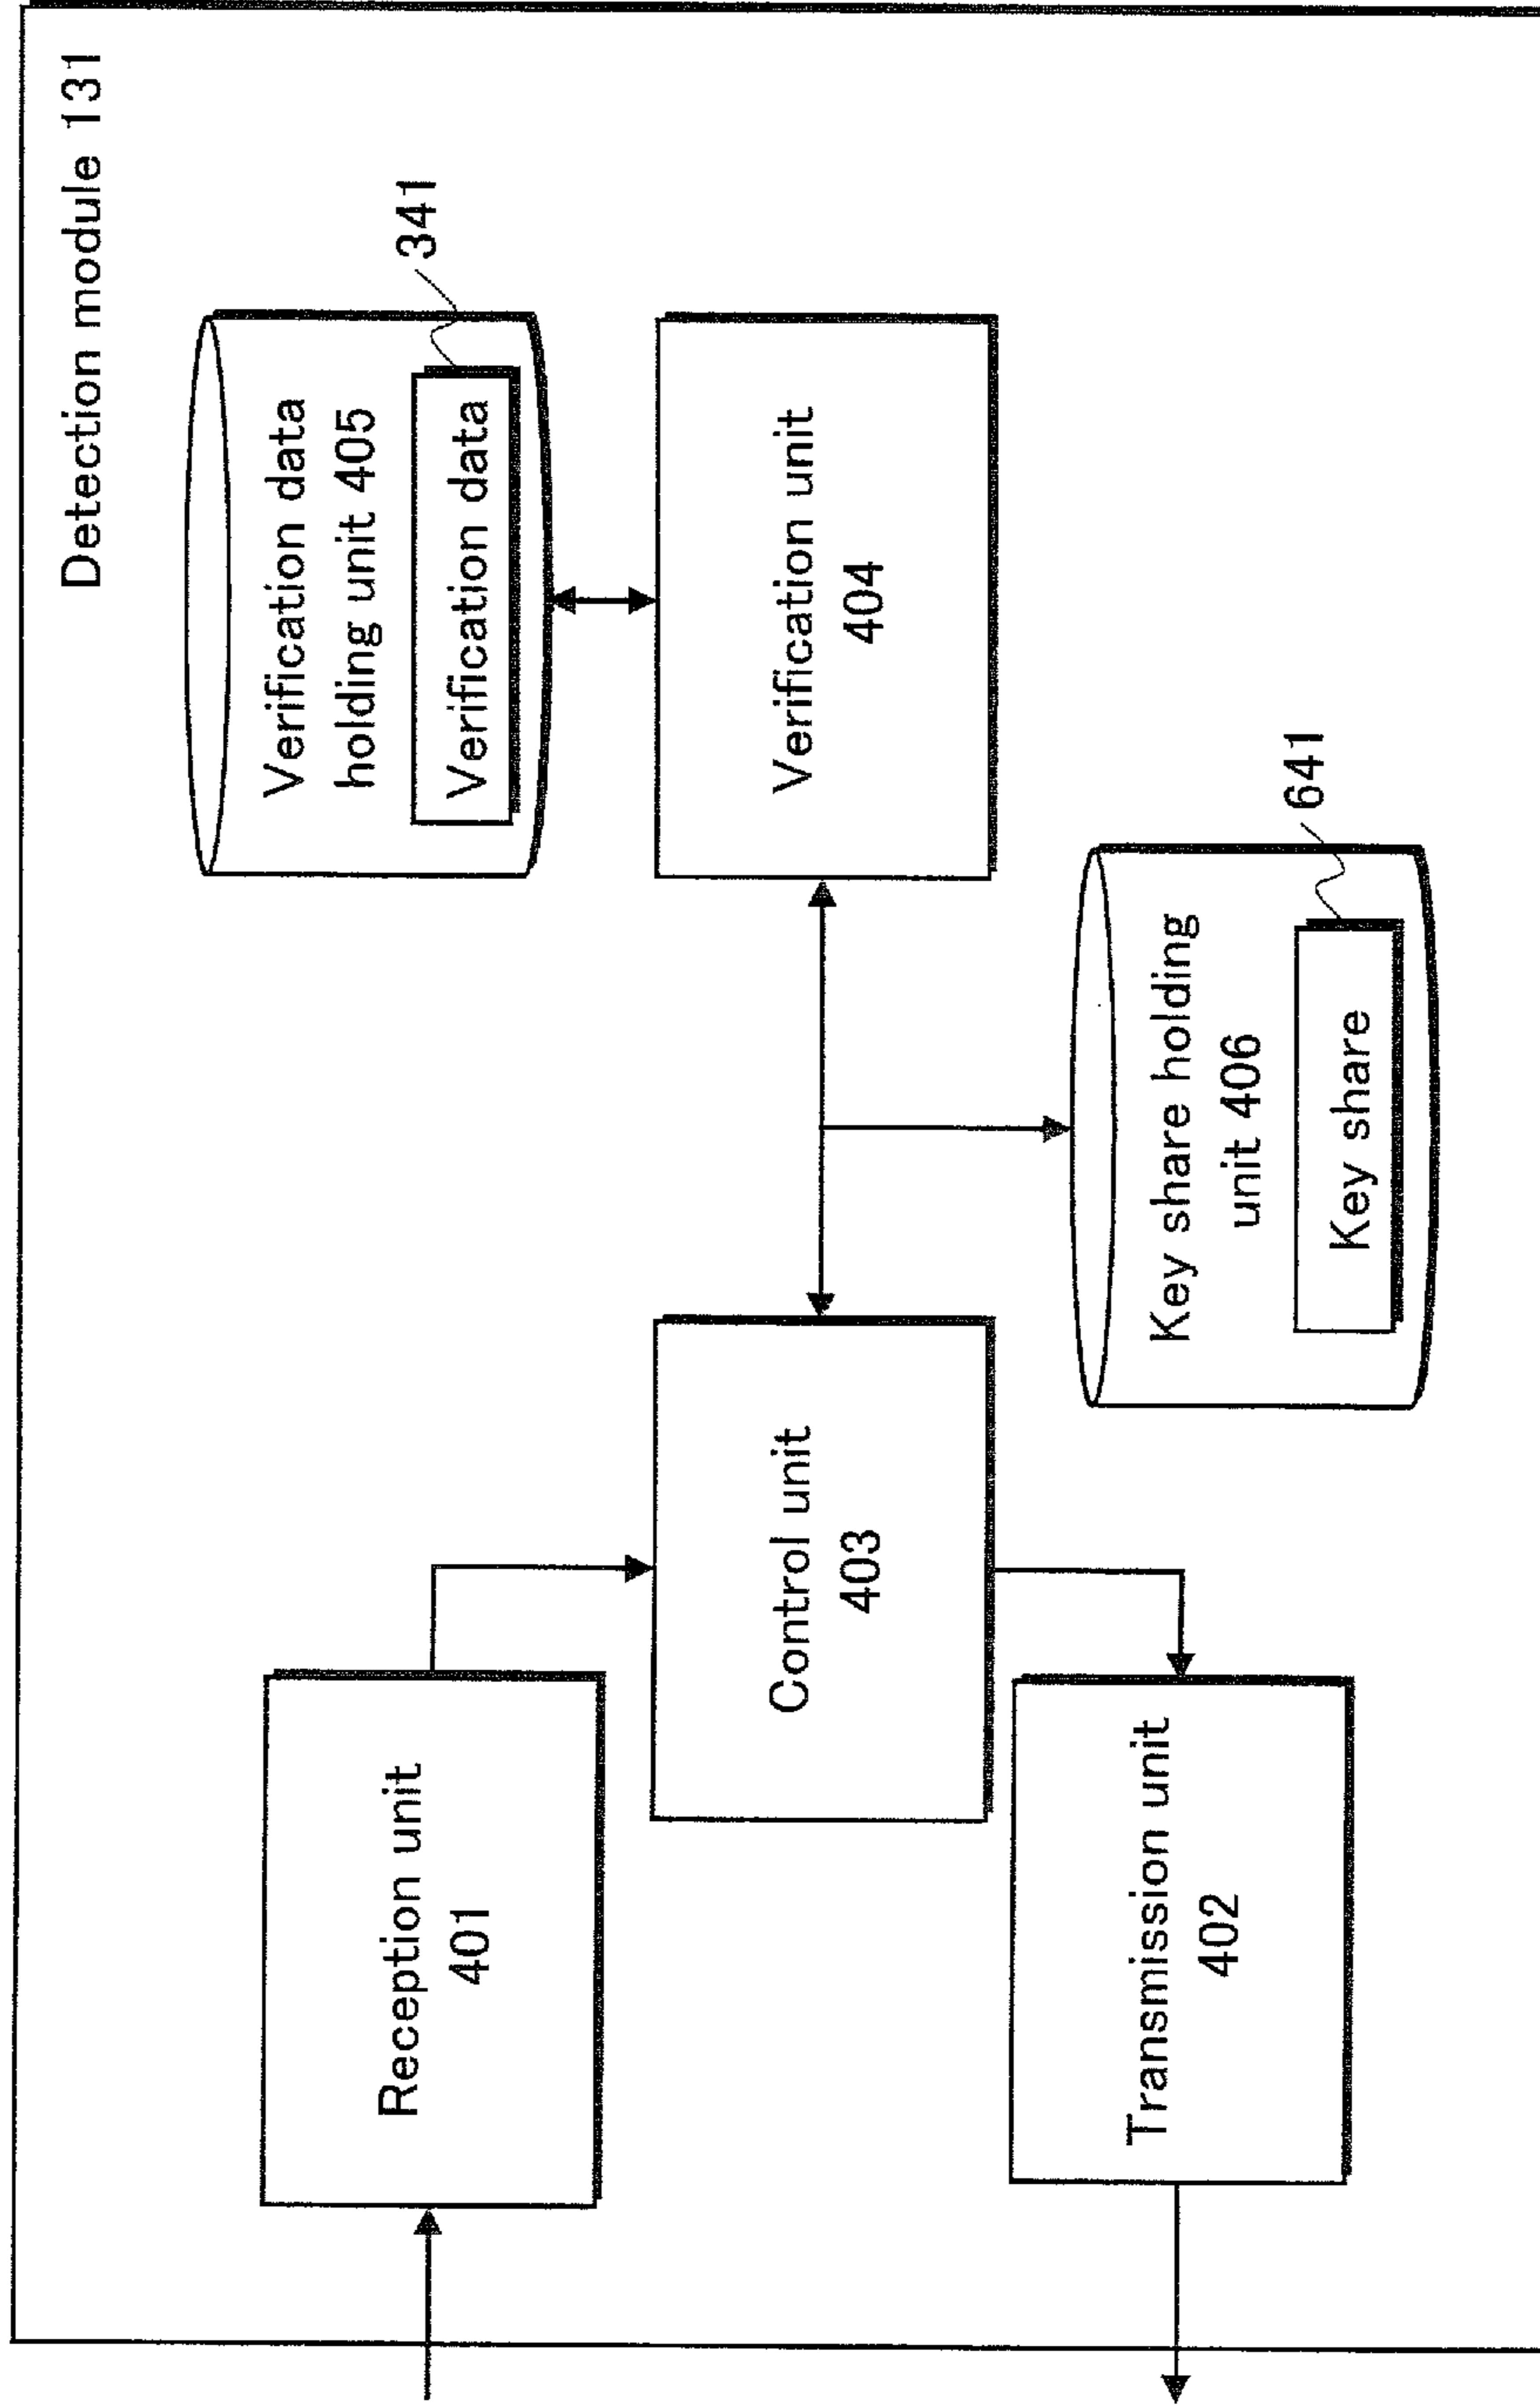 Detection module 131
Reception unit
401
Control unit
403
Transmission unit
402
Verification data
holding unit 405
Verification data
341
Verification unit
404
Key share holding
unit 406
Key share
641